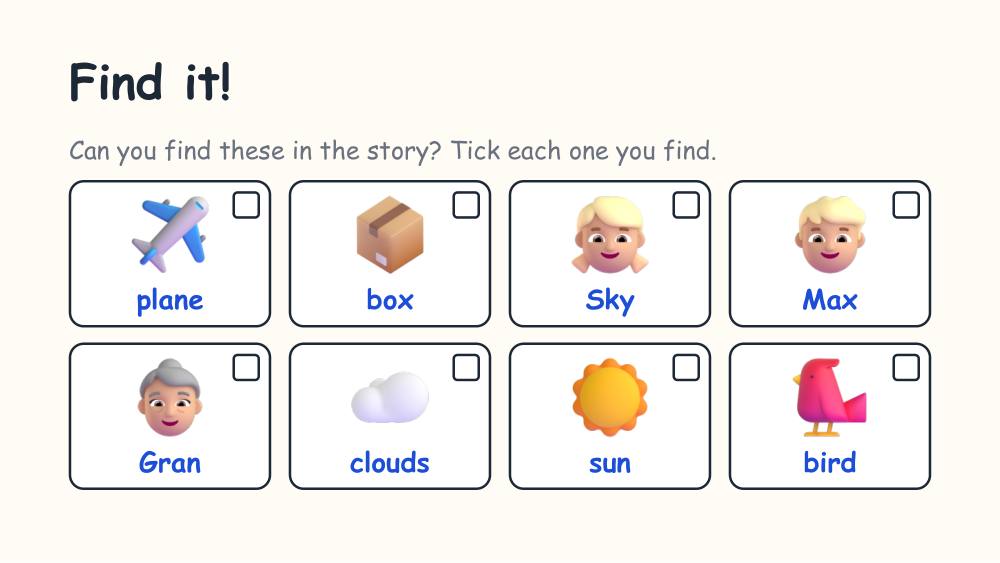 Find it!
Can you find these in the story? Tick each one you find.
plane
box
Sky
Max
Gran
clouds
sun
bird